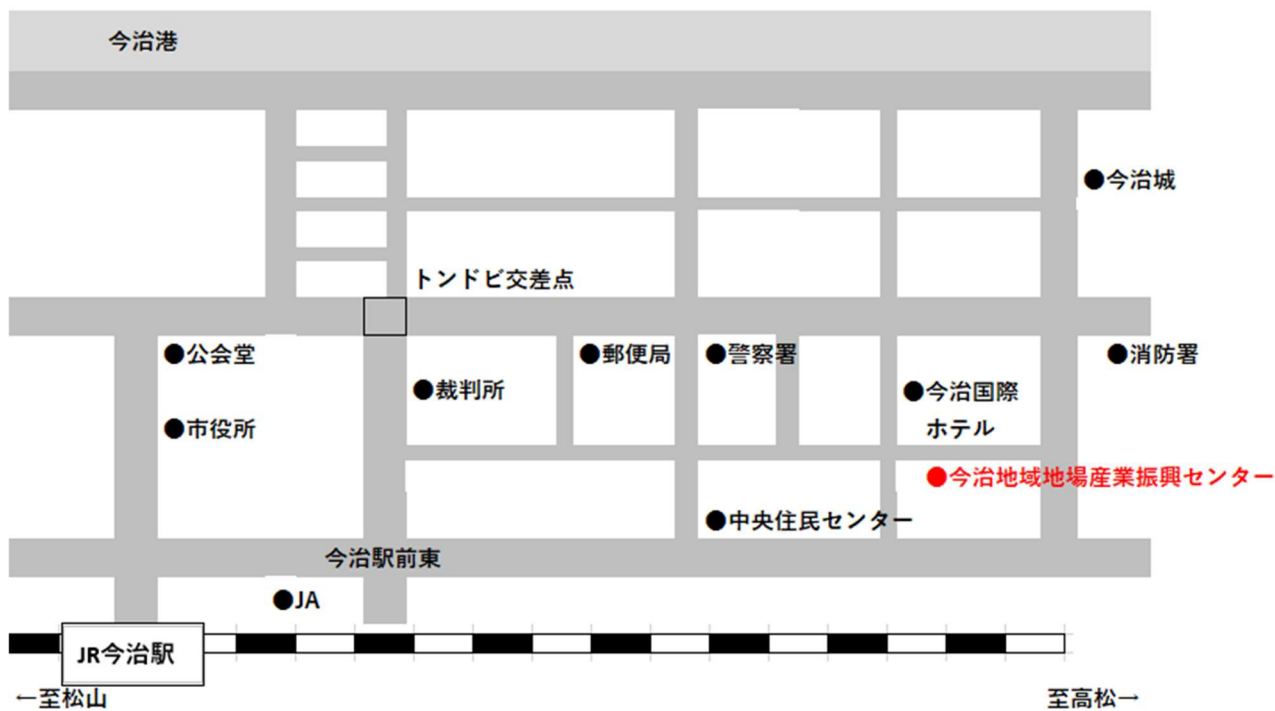 今治港
●今治城
トンドビ交差点
●公会堂
●郵便局
●警察署
●消防署
●裁判所
●今治国際
ホテル
●市役所
●今治地域地場産業振興センター
●中央住民センター
今治駅前東
●JA
JR今治駅
←至松山
至高松→